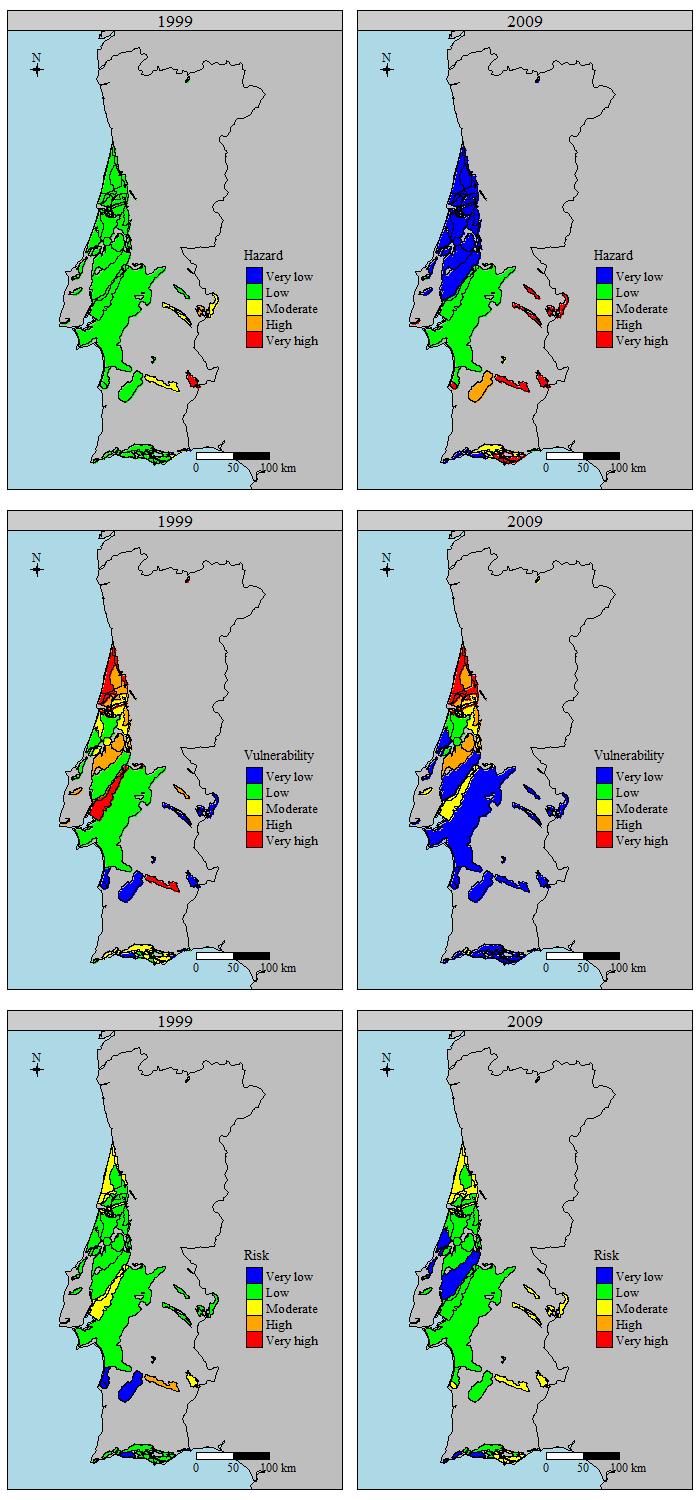 1999
N
Hazard
Very low
Low
Moderate
High
Very high
0 50 100 km
2009
N
Hazard
Very low
Low
Moderate
High
Very high
0 50 100 km
1999
N
Vulnerability
Very low
Low
Moderate
High
Very high
0 50 100 km
2009
N
Vulnerability
Very low
Low
Moderate
High
Very high
0 50 100 km
1999
N
Risk
Very low
Low
Moderate
High
Very high
0 50 100 km
2009
N
Risk
Very low
Low
Moderate
High
Very high
0 50 100 km